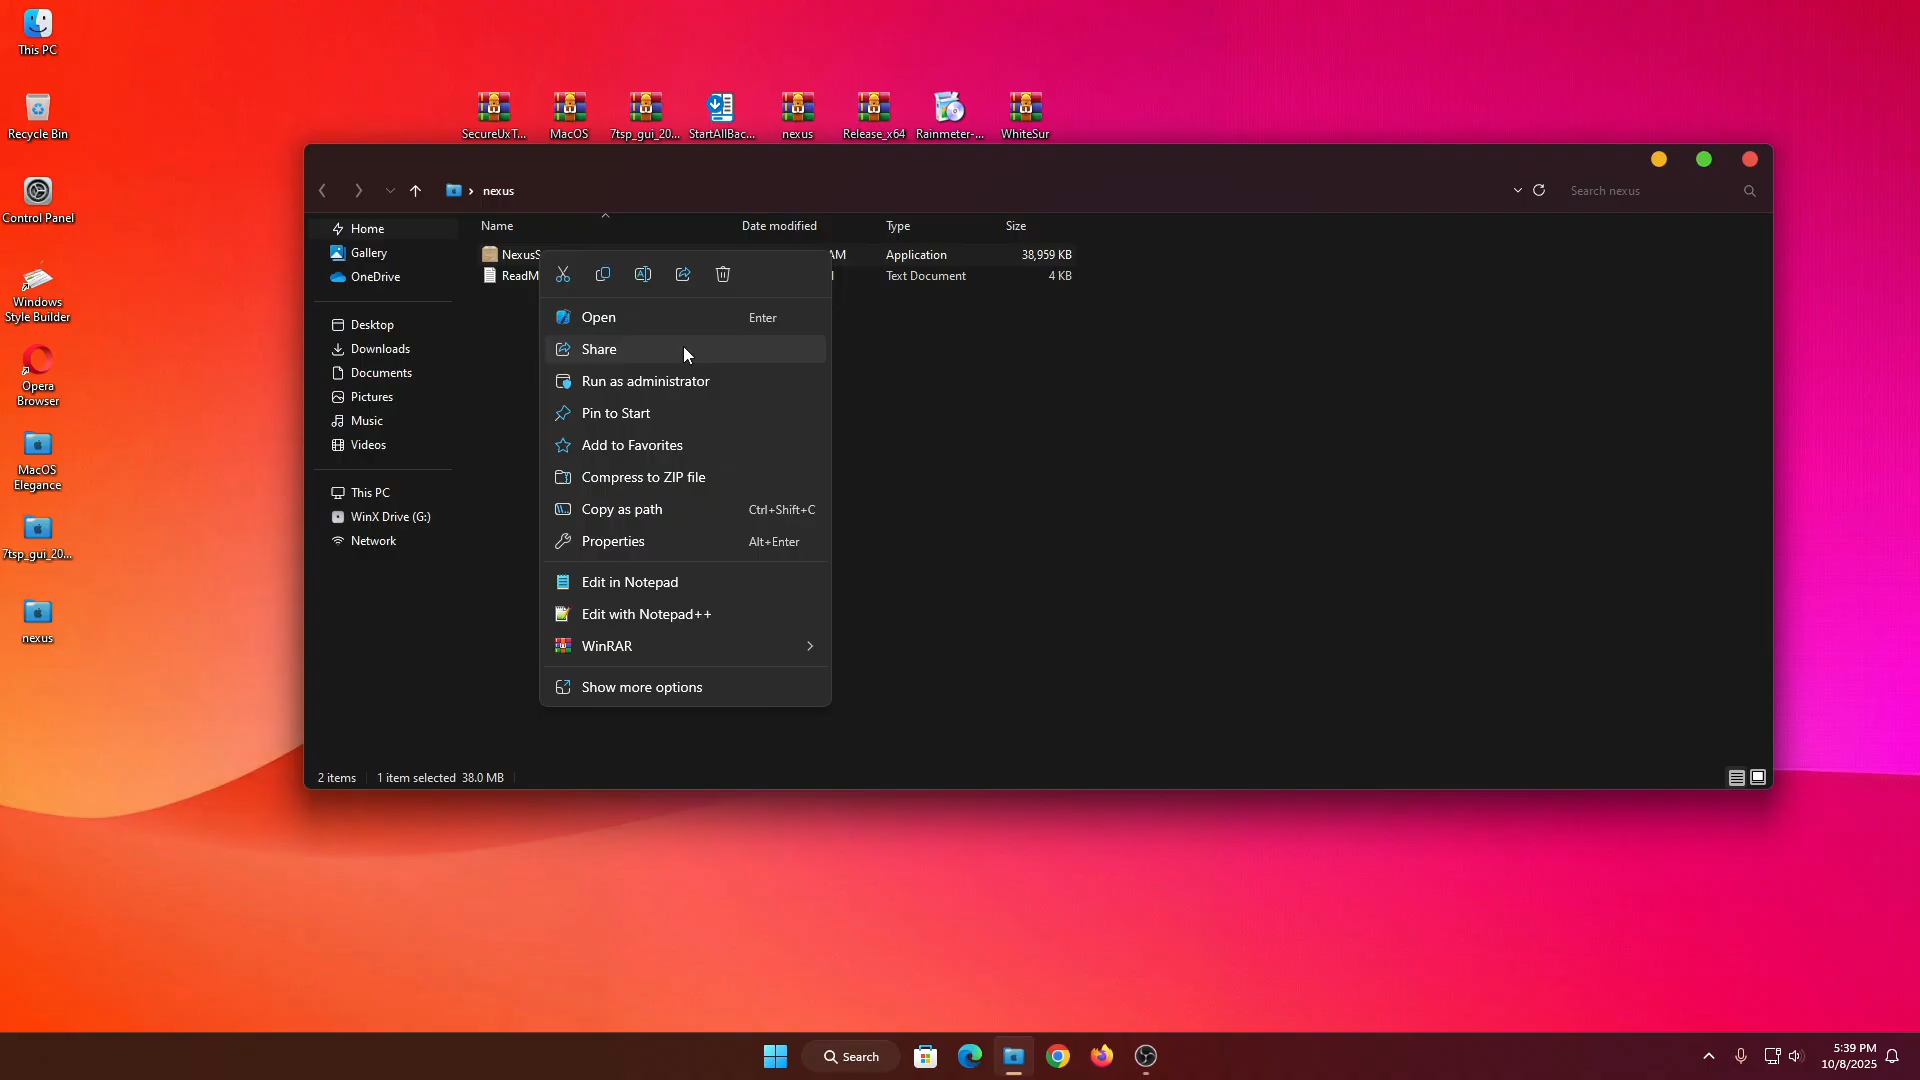 This PC
Recycle Bin
Control Panel
Windows
Style Builder
Opera
Browser
MacOS
Elegance
7tsp_gui_20...
nexus
SecureUxT...
MacOS
7tsp_gui_20...
StartAllBac...
nexus
Release_x64
Rainmeter-...
WhiteSur
nexus
Search nexus
Home
Gallery
OneDrive
Desktop
Downloads
Documents
Pictures
Music
Videos
This PC
WinX Drive (G:)
Network
Name Date modified Type Size
NexusS AM Application 38,959 KB
ReadM Text Document 4 KB
Open Enter
Share
Run as administrator
Pin to Start
Add to Favorites
Compress to ZIP file
Copy as path Ctrl+Shift+C
Properties Alt+Enter
Edit in Notepad
Edit with Notepad++
WinRAR
Show more options
2 items 1 item selected 38.0 MB
Search
5:39 PM
10/8/2025